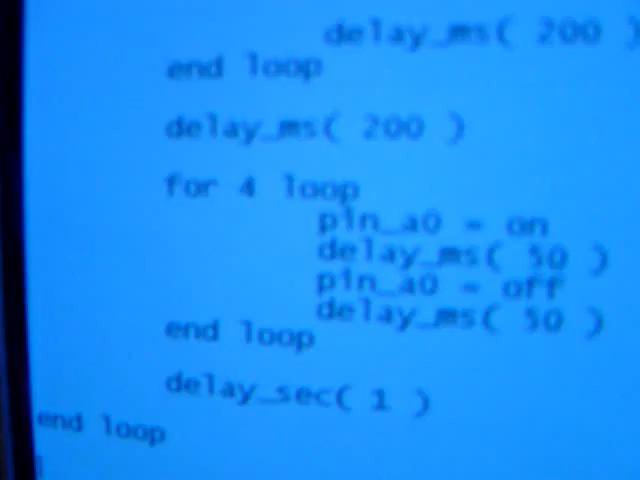 delay_ms( 200 )
end loop
delay_ms( 200 )
for 4 loop
pin_a0 = on
delay_ms( 50 )
pin_a0 = off
delay_ms( 50 )
end loop
delay_sec( 1 )
end loop